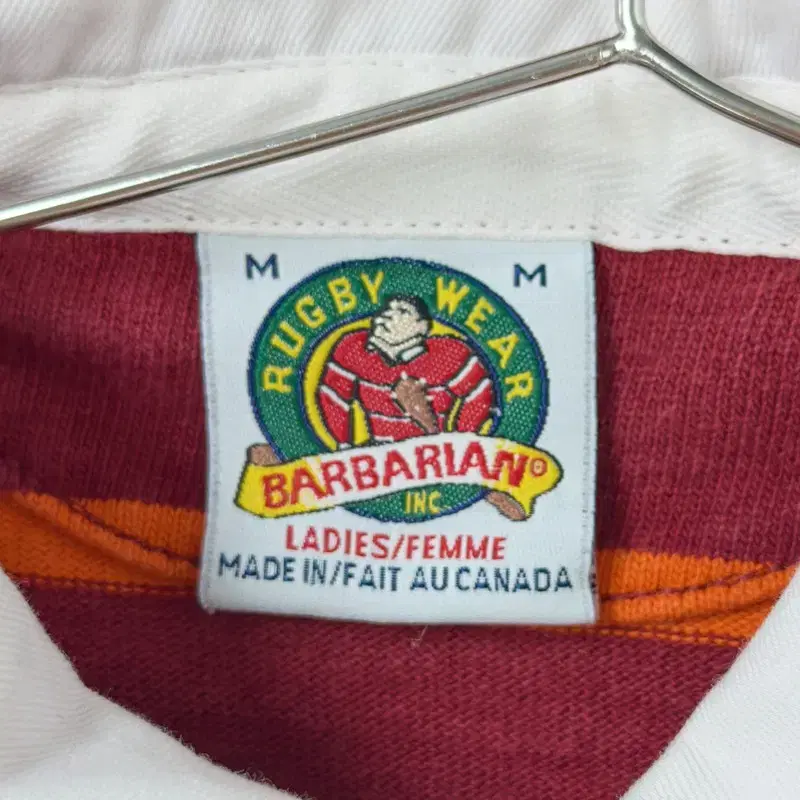 M M
RUGBY WEAR
BARBARIAN®
INC
LADIES/FEMME
MADE IN/FAIT AU CANADA